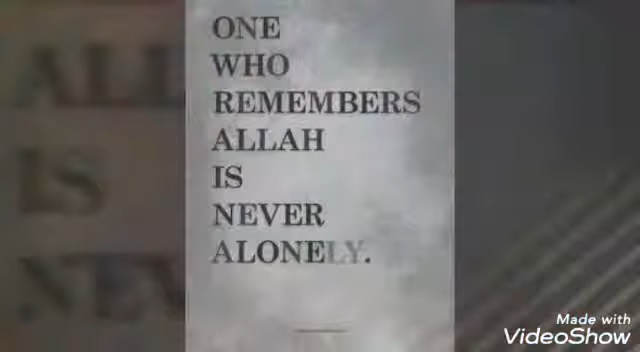 ONE
WHO
REMEMBERS
ALLAH
IS
NEVER
ALONELY.
Made with
VideoShow